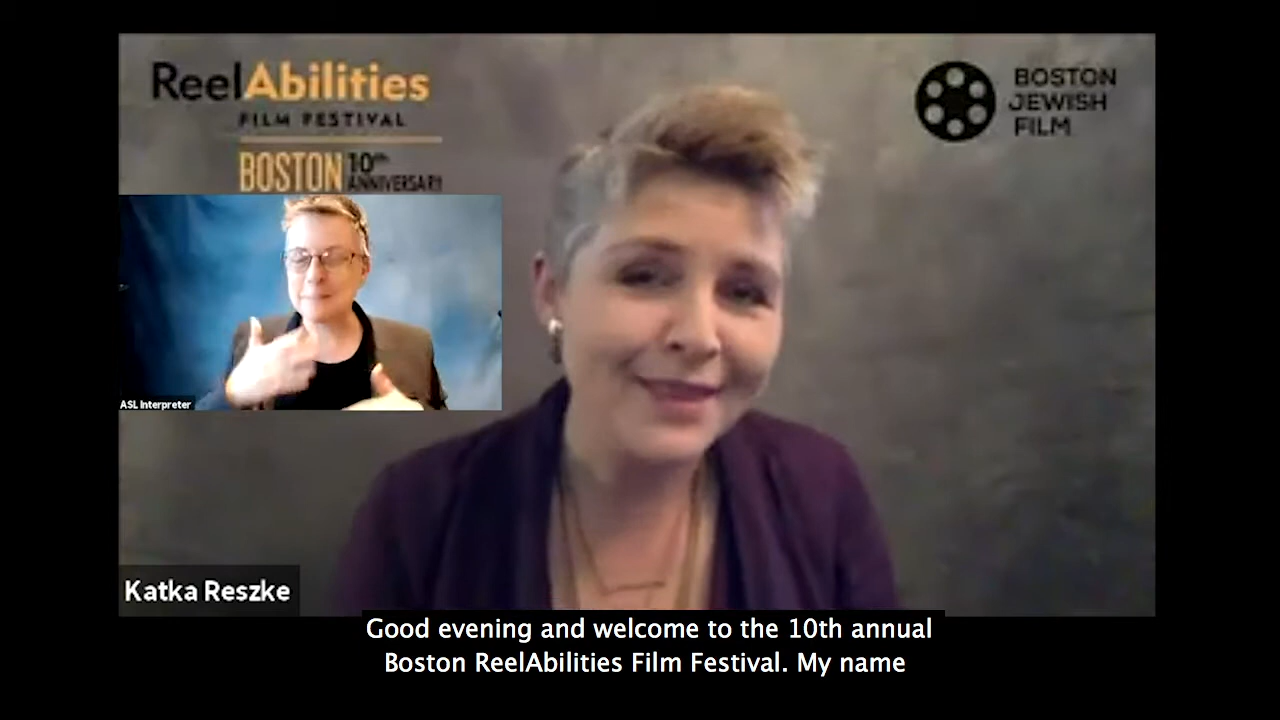 ReelAbilities
FILM FESTIVAL
BOSTON 10th ANNIVERSARY
BOSTON
JEWISH
FILM
ASL Interpreter
Katka Reszke
Good evening and welcome to the 10th annual
Boston ReelAbilities Film Festival. My name